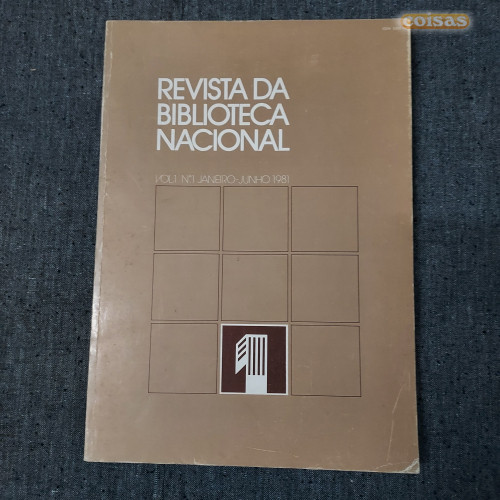 coisas
REVISTA DA
BIBLIOTECA
NACIONAL
VOL.1 Nº1 JANEIRO-JUNHO 1981